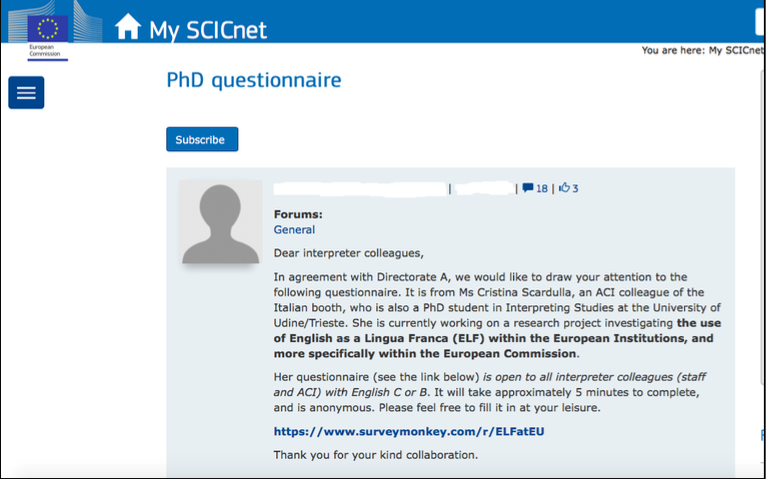 My SCICnet
European
Commission
You are here: My SCICnet
PhD questionnaire
Subscribe
| | 18 | 3
Forums:
General
Dear interpreter colleagues,
In agreement with Directorate A, we would like to draw your attention to the
following questionnaire. It is from Ms Cristina Scardulla, an ACI colleague of the
Italian booth, who is also a PhD student in Interpreting Studies at the University of
Udine/Trieste. She is currently working on a research project investigating the use
of English as a Lingua Franca (ELF) within the European Institutions, and
more specifically within the European Commission.
Her questionnaire (see the link below) is open to all interpreter colleagues (staff
and ACI) with English C or B. It will take approximately 5 minutes to complete,
and is anonymous. Please feel free to fill it in at your leisure.
https://www.surveymonkey.com/r/ELFatEU
Thank you for your kind collaboration.